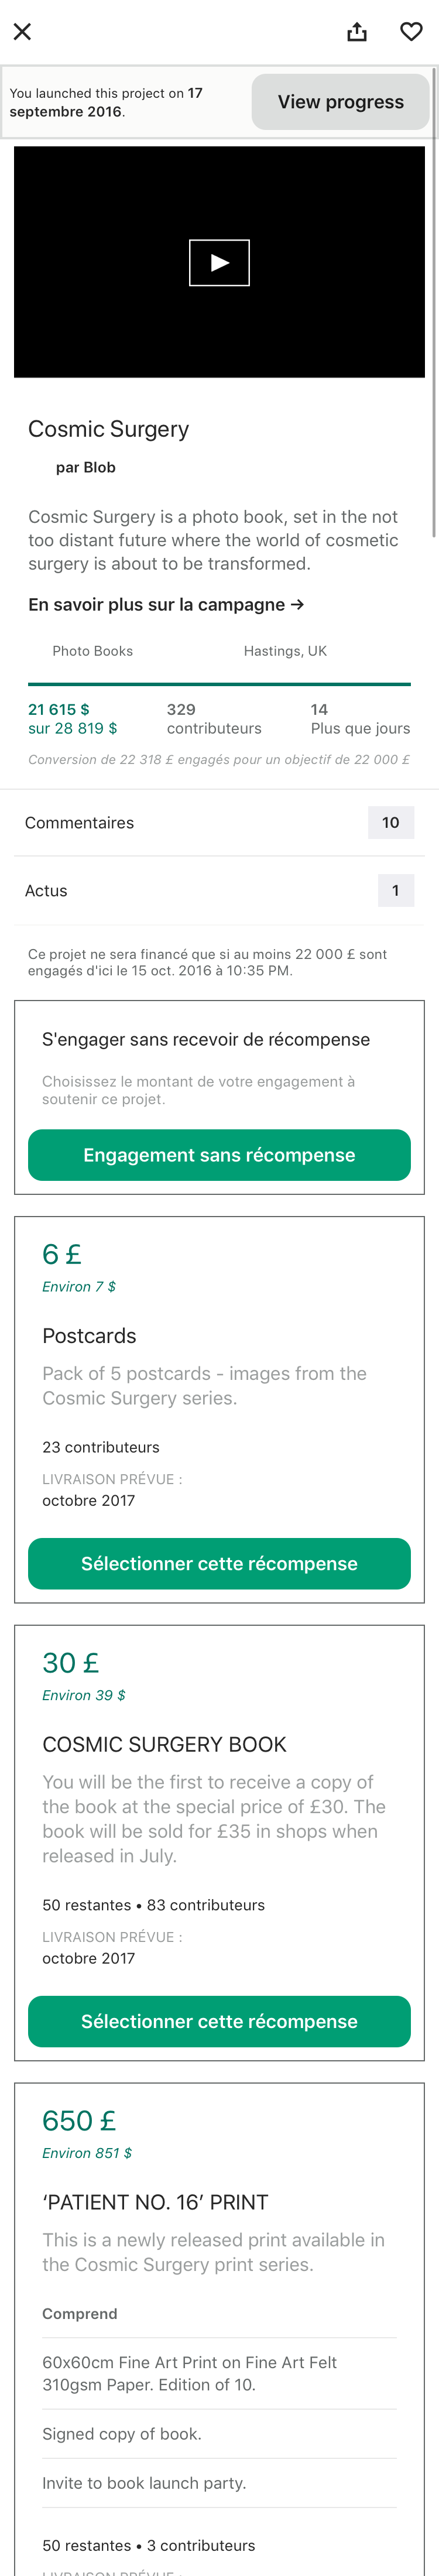 You launched this project on 17
septembre 2016.
View progress
Cosmic Surgery
par Blob
Cosmic Surgery is a photo book, set in the not
too distant future where the world of cosmetic
surgery is about to be transformed.
En savoir plus sur la campagne →
Photo Books
Hastings, UK
21 615 $
sur 28 819 $
329
contributeurs
14
Plus que jours
Conversion de 22 318 £ engagés pour un objectif de 22 000 £
Commentaires
10
Actus
1
Ce projet ne sera financé que si au moins 22 000 £ sont
engagés d'ici le 15 oct. 2016 à 10:35 PM.
S'engager sans recevoir de récompense
Choisissez le montant de votre engagement à
soutenir ce projet.
Engagement sans récompense
6 £
Environ 7 $
Postcards
Pack of 5 postcards - images from the
Cosmic Surgery series.
23 contributeurs
LIVRAISON PRÉVUE :
octobre 2017
Sélectionner cette récompense
30 £
Environ 39 $
COSMIC SURGERY BOOK
You will be the first to receive a copy of
the book at the special price of £30. The
book will be sold for £35 in shops when
released in July.
50 restantes • 83 contributeurs
LIVRAISON PRÉVUE :
octobre 2017
Sélectionner cette récompense
650 £
Environ 851 $
‘PATIENT NO. 16’ PRINT
This is a newly released print available in
the Cosmic Surgery print series.
Comprend
60x60cm Fine Art Print on Fine Art Felt
310gsm Paper. Edition of 10.
Signed copy of book.
Invite to book launch party.
50 restantes • 3 contributeurs